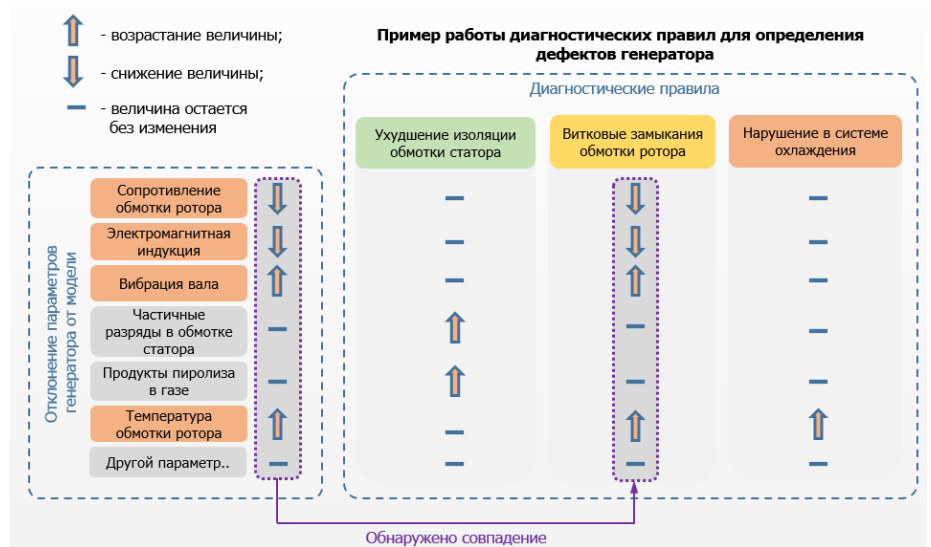 - возрастание величины;
- снижение величины;
- величина остается
без изменения
Пример работы диагностических правил для определения
дефектов генератора
Диагностические правила
Ухудшение изоляции
обмотки статора
Витковые замыкания
обмотки ротора
Нарушение в системе
охлаждения
Отклонение параметров
генератора от модели
Сопротивление
обмотки ротора
Электромагнитная
индукция
Вибрация вала
Частичные
разряды в обмотке
статора
Продукты пиролиза
в газе
Температура
обмотки ротора
Другой параметр..
Обнаружено совпадение